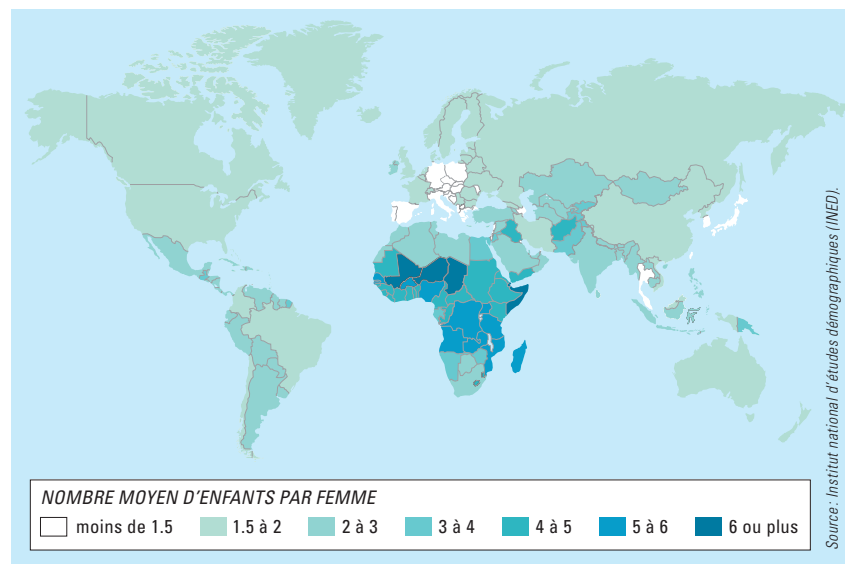 NOMBRE MOYEN D'ENFANTS PAR FEMME
moins de 1.5 1.5 à 2 2 à 3 3 à 4 4 à 5 5 à 6 6 ou plus
Source: Institut national d'études démographiques (INED).